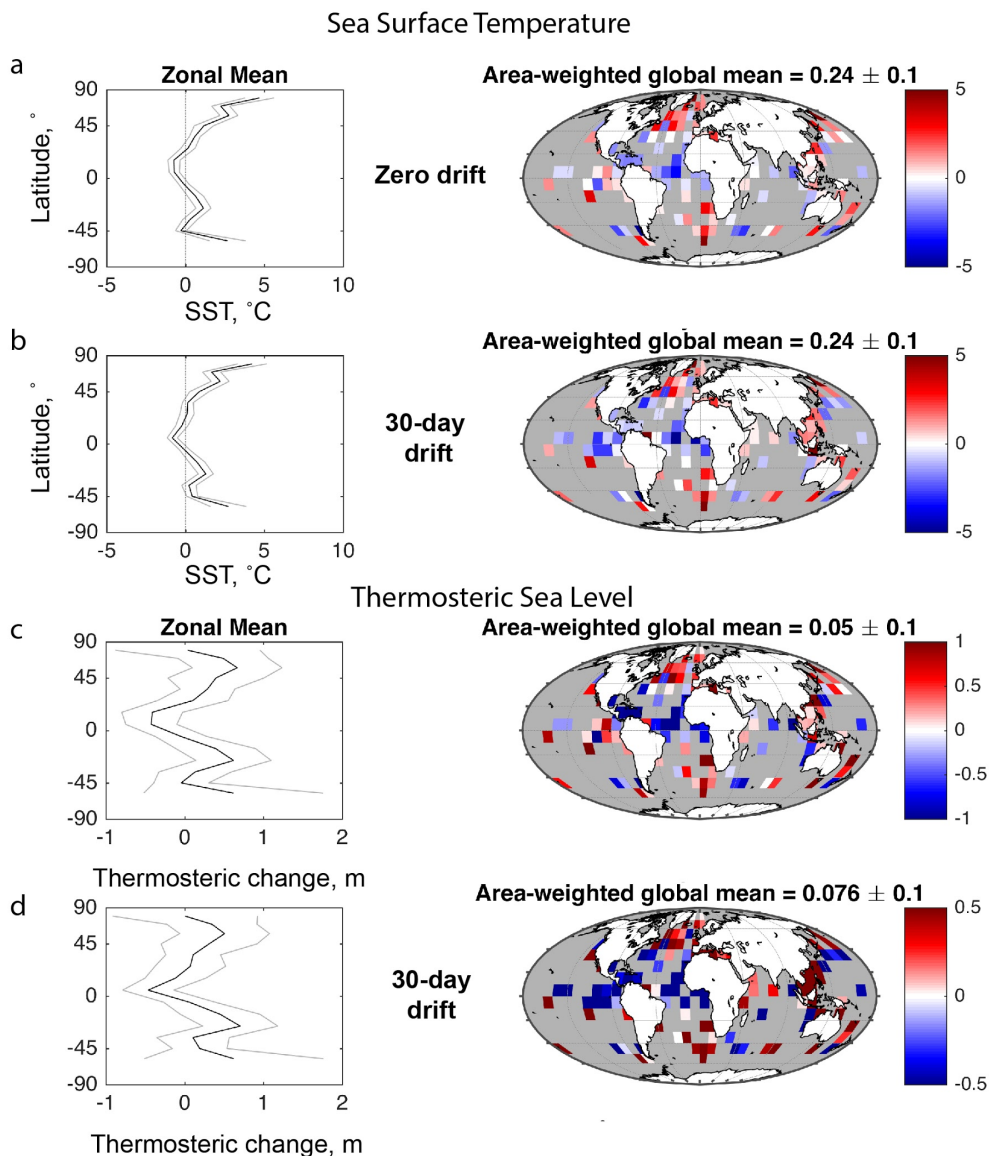 Sea Surface Temperature
a
Zonal Mean
Area-weighted global mean = 0.24 ± 0.1
90
45
0
-45
-90
Latitude, °
-5
0
5
10
SST, ˚C
Zero drift
5
0
-5
b
Area-weighted global mean = 0.24 ± 0.1
90
45
0
-45
-90
Latitude, °
-5
0
5
10
SST, ˚C
30-day
drift
5
0
-5
Thermosteric Sea Level
c
Zonal Mean
Area-weighted global mean = 0.05 ± 0.1
90
45
0
-45
-90
-1
0
1
2
Thermosteric change, m
1
0.5
0
-0.5
-1
d
Area-weighted global mean = 0.076 ± 0.1
90
45
0
-45
-90
-1
0
1
2
Thermosteric change, m
30-day
drift
0.5
0
-0.5